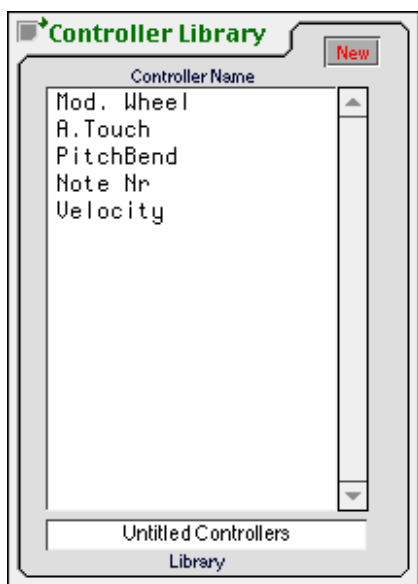 Controller Library
New
Controller Name
Mod. Wheel
A.Touch
PitchBend
Note Nr
Velocity
Untitled Controllers
Library